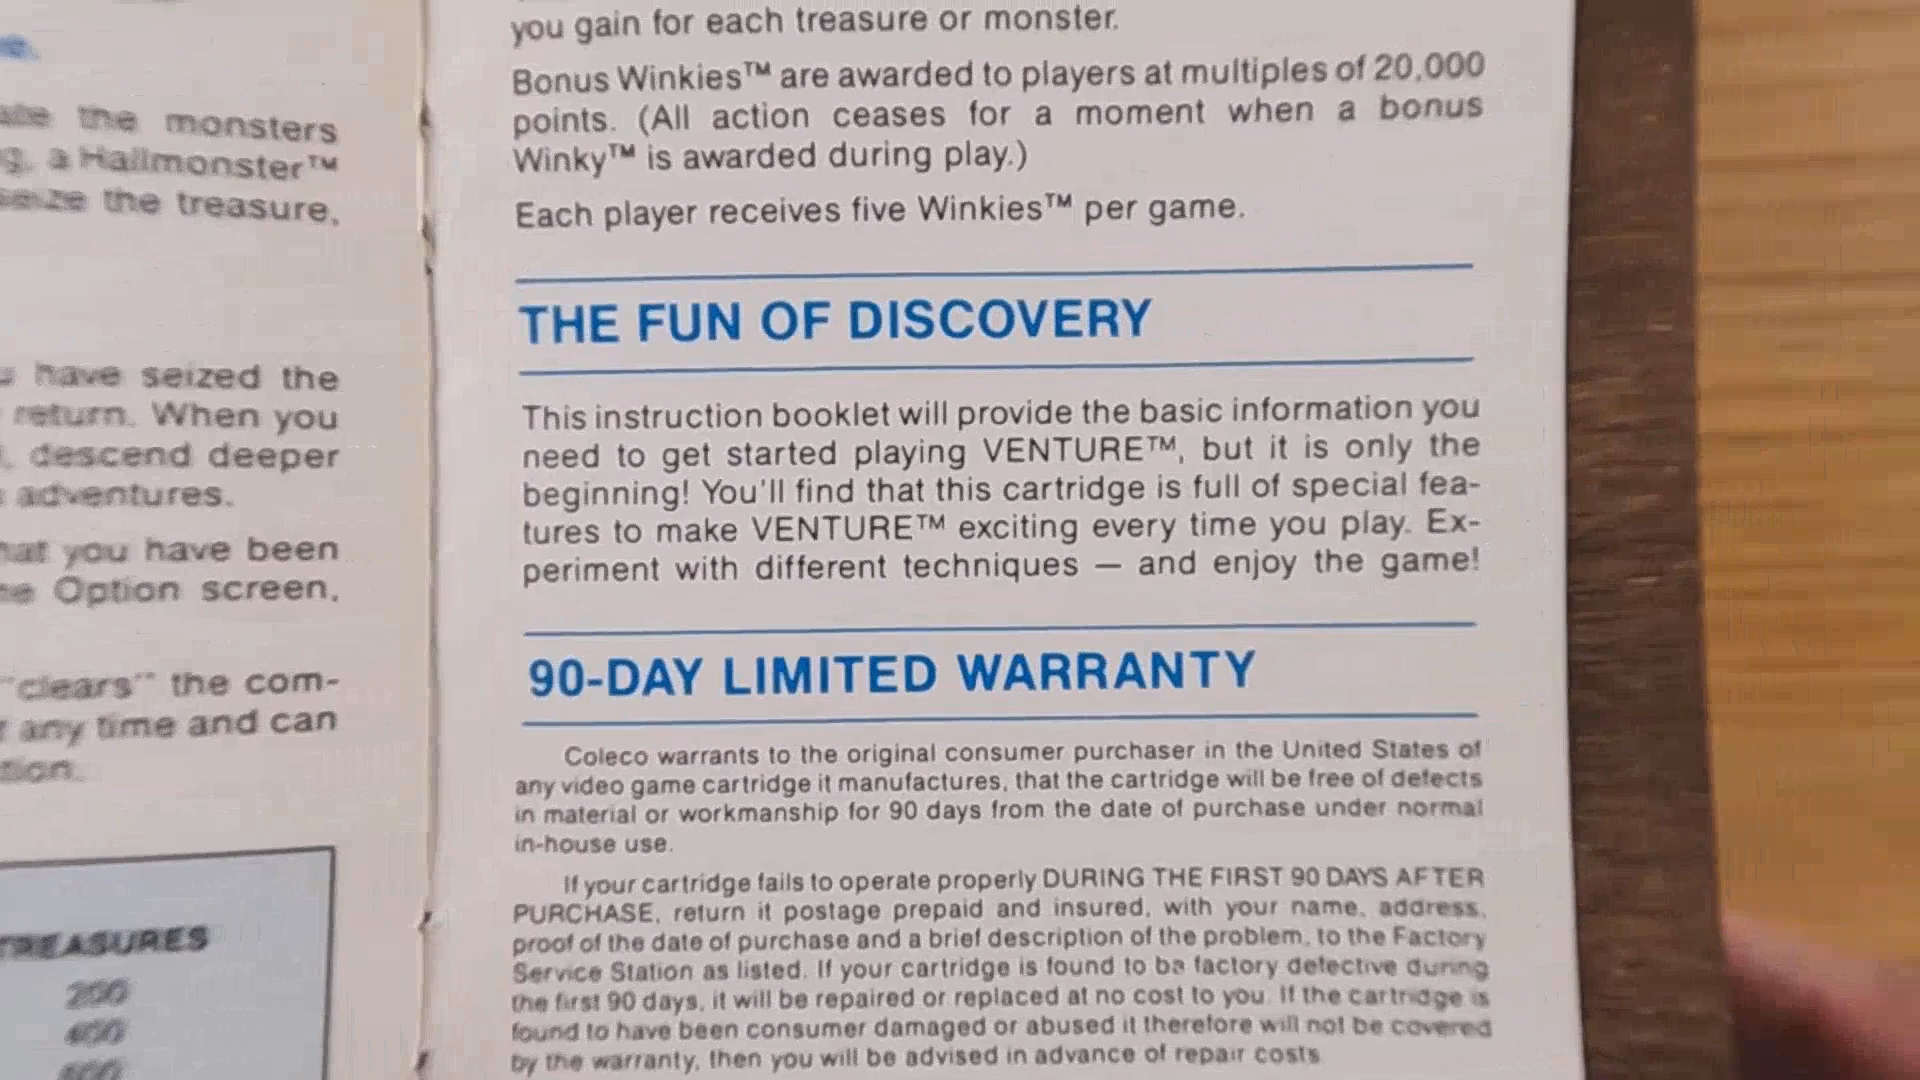 e.
ate the monsters
g, a Hallmonster™
seize the treasure,
have seized the
return. When you
descend deeper
adventures.
that you have been
he Option screen,
"clears" the com-
any time and can
tion.
TREASURES
200
400
you gain for each treasure or monster.
Bonus Winkies™ are awarded to players at multiples of 20,000
points. (All action ceases for a moment when a bonus
Winky™ is awarded during play.)
Each player receives five Winkies™ per game.
THE FUN OF DISCOVERY
This instruction booklet will provide the basic information you
need to get started playing VENTURE™, but it is only the
beginning! You'll find that this cartridge is full of special fea-
tures to make VENTURE™ exciting every time you play. Ex-
periment with different techniques — and enjoy the game!
90-DAY LIMITED WARRANTY
Coleco warrants to the original consumer purchaser in the United States of
any video game cartridge it manufactures, that the cartridge will be free of defects
in material or workmanship for 90 days from the date of purchase under normal
in-house use.
If your cartridge fails to operate properly DURING THE FIRST 90 DAYS AFTER
PURCHASE, return it postage prepaid and insured, with your name, address,
proof of the date of purchase and a brief description of the problem, to the Factory
Service Station as listed. If your cartridge is found to be factory defective during
the first 90 days, it will be repaired or replaced at no cost to you. If the cartridge is
found to have been consumer damaged or abused it therefore will not be covered
by the warranty, then you will be advised in advance of repair costs